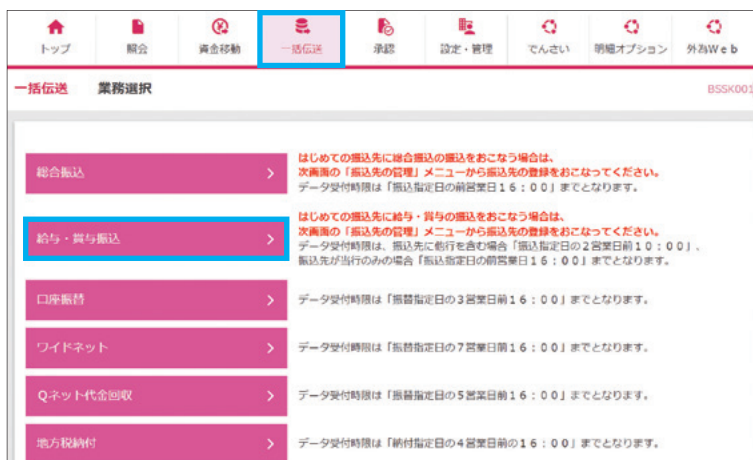 トップ
照会
資金移動
一括伝送
承認
設定・管理
でんさい
明細オプション
外為Web
一括伝送 業務選択
BSSK001
総合振込
はじめての振込先に総合振込の振込をおこなう場合は、
次画面の「振込先の管理」メニューから振込先の登録をおこなってください。
データ受付時限は「振込指定日の前営業日16：00」までとなります。
給与・賞与振込
はじめての振込先に給与・賞与の振込をおこなう場合は、
次画面の「振込先の管理」メニューから振込先の登録をおこなってください。
データ受付時限は、振込先に他行を含む場合「振込指定日の2営業日前10：00」、
振込先が当行のみの場合「振込指定日の前営業日16：00」までとなります。
口座振替
データ受付時限は「振替指定日の3営業日前16：00」までとなります。
ワイドネット
データ受付時限は「振替指定日の7営業日前16：00」までとなります。
Qネット代金回収
データ受付時限は「振替指定日の5営業日前16：00」までとなります。
地方税納付
データ受付時限は「納付指定日の4営業日前の16：00」までとなります。